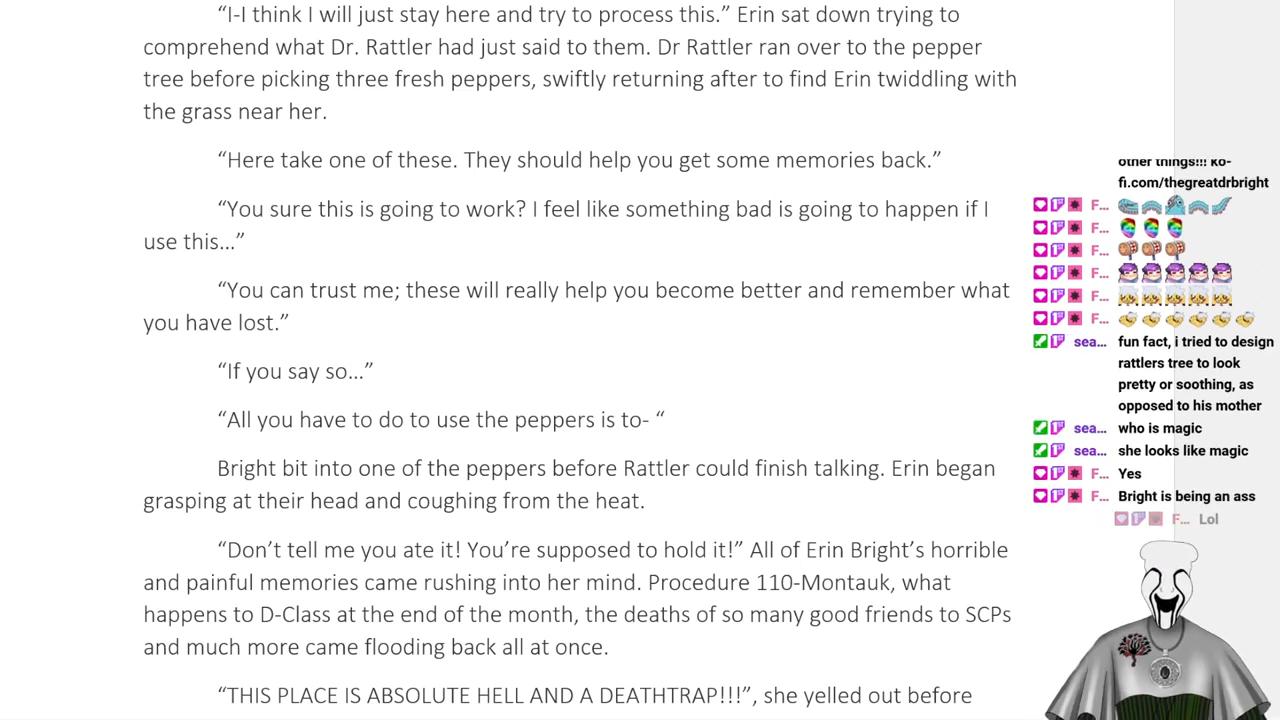 “I-I think I will just stay here and try to process this.” Erin sat down trying to
comprehend what Dr. Rattler had just said to them. Dr Rattler ran over to the pepper
tree before picking three fresh peppers, swiftly returning after to find Erin twiddling with
the grass near her.
“Here take one of these. They should help you get some memories back.”
“You sure this is going to work? I feel like something bad is going to happen if I
use this…”
“You can trust me; these will really help you become better and remember what
you have lost.”
“If you say so…”
“All you have to do to use the peppers is to- “
Bright bit into one of the peppers before Rattler could finish talking. Erin began
grasping at their head and coughing from the heat.
“Don’t tell me you ate it! You’re supposed to hold it!” All of Erin Bright’s horrible
and painful memories came rushing into her mind. Procedure 110-Montauk, what
happens to D-Class at the end of the month, the deaths of so many good friends to SCPs
and much more came flooding back all at once.
“THIS PLACE IS ABSOLUTE HELL AND A DEATHTRAP!!!”, she yelled out before
other things!!! ko-
fi.com/thegreatdrbright
F...
F...
F...
F...
F...
F...
sea... fun fact, i tried to design
rattlers tree to look
pretty or soothing, as
opposed to his mother
sea... who is magic
sea... she looks like magic
F... Yes
F... Bright is being an ass
F... Lol